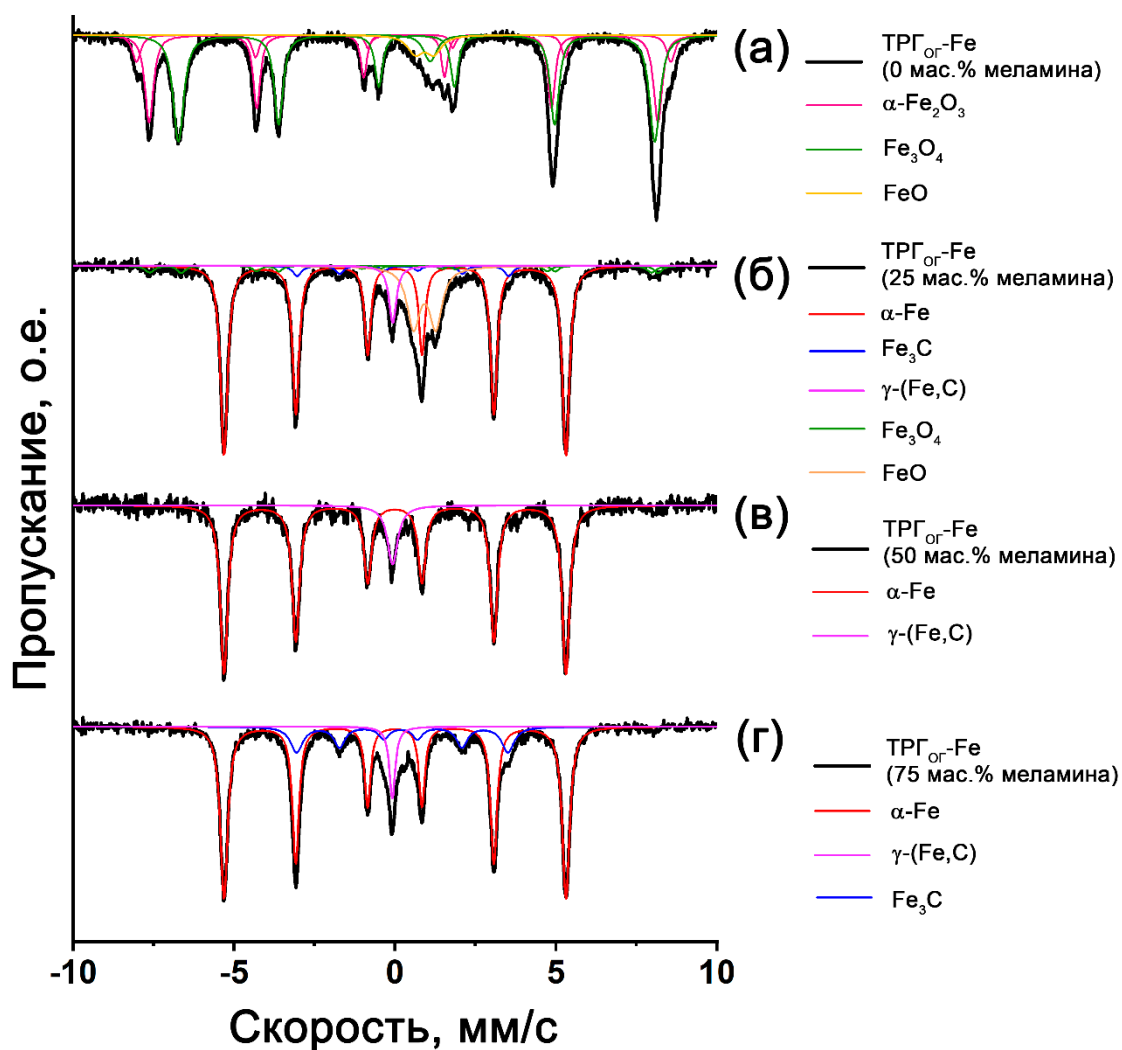 Пропускание, о.е.
(а)
ТРГОГ-Fe
(0 мас.% меламина)
α-Fe2O3
Fe3O4
FeO
(б)
ТРГОГ-Fe
(25 мас.% меламина)
α-Fe
Fe3C
γ-(Fe,C)
Fe3O4
FeO
(в)
ТРГОГ-Fe
(50 мас.% меламина)
α-Fe
γ-(Fe,C)
(г)
ТРГОГ-Fe
(75 мас.% меламина)
α-Fe
γ-(Fe,C)
Fe3C
-10 -5 0 5 10
Скорость, мм/с